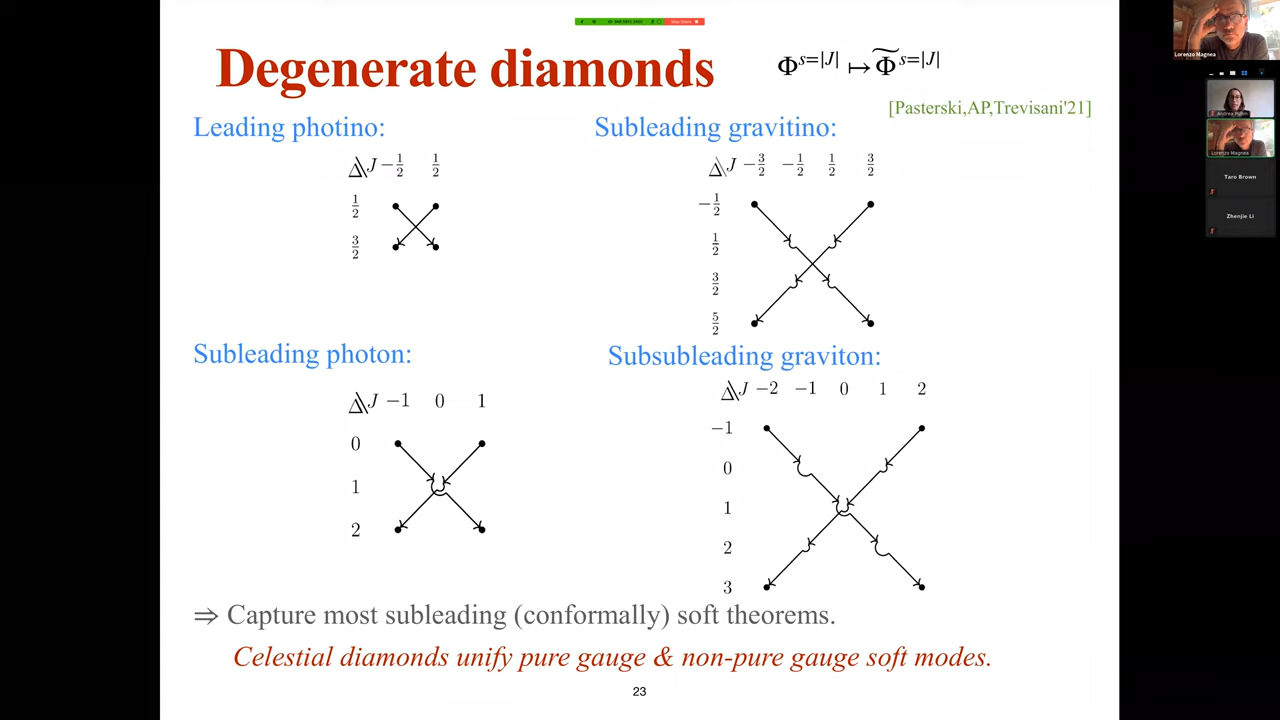 Degenerate diamonds
Φ^{s=|J|} ↦ Φ̃^{s=|J|}
[Pasterski,AP,Trevisani'21]
Leading photino:
Δ\J −1/2 1/2
1/2
3/2
Subleading gravitino:
Δ\J −3/2 −1/2 1/2 3/2
−1/2
1/2
3/2
5/2
Subleading photon:
Δ\J −1 0 1
0
1
2
Subsubleading graviton:
Δ\J −2 −1 0 1 2
−1
0
1
2
3
⇒ Capture most subleading (conformally) soft theorems.
Celestial diamonds unify pure gauge & non-pure gauge soft modes.
23
Lorenzo Magnea
Lorenzo Magnea
Taro Brown
Zhenjie Li
Stop Share